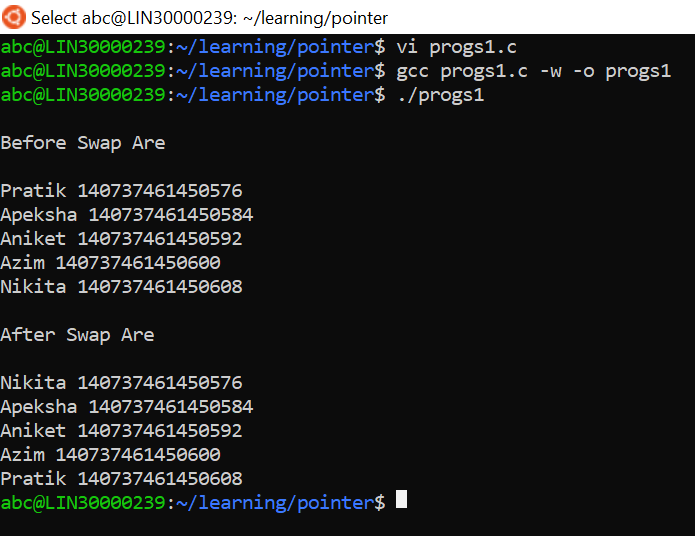 Select abc@LIN30000239: ~/learning/pointer
abc@LIN30000239:~/learning/pointer$ vi progs1.c
abc@LIN30000239:~/learning/pointer$ gcc progs1.c -w -o progs1
abc@LIN30000239:~/learning/pointer$ ./progs1
Before Swap Are
Pratik 140737461450576
Apeksha 140737461450584
Aniket 140737461450592
Azim 140737461450600
Nikita 140737461450608
After Swap Are
Nikita 140737461450576
Apeksha 140737461450584
Aniket 140737461450592
Azim 140737461450600
Pratik 140737461450608
abc@LIN30000239:~/learning/pointer$